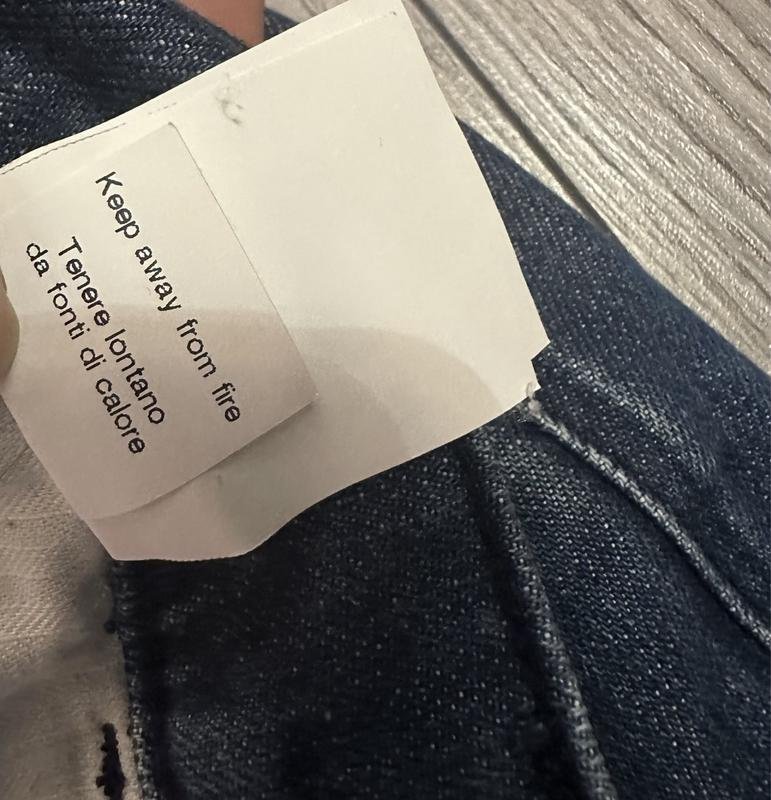 Keep away from fire
Tenere lontano
da fonti di calore